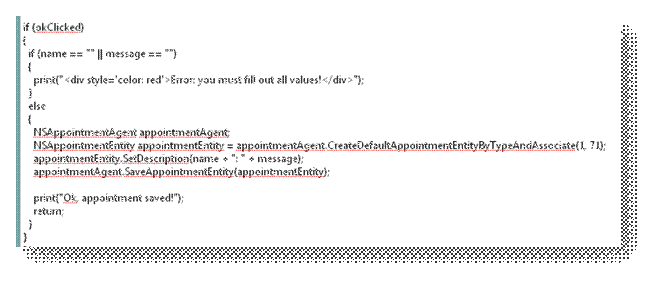 if (okClicked)
{
if (name == "" || message == "")
{
print("<div style='color: red'>Error: you must fill out all values!</div>");
}
else
{
NSAppointmentAgent appointmentAgent;
NSAppointmentEntity appointmentEntity = appointmentAgent.CreateDefaultAppointmentEntityByTypeAndAssociate(1, 71);
appointmentEntity.SetDescription(name + ": " + message);
appointmentAgent.SaveAppointmentEntity(appointmentEntity);
print("Ok, appointment saved!");
return;
}
}